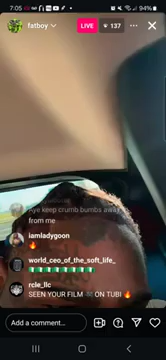 7:05
94%
fatboy
LIVE
137
Aye keep crumb bumbs away
from me
iamladygoon
🔥
world_ceo_of_the_soft_life_
rcle_llc
SEEN YOUR FILM 🎥 ON TUBI 🔥
Add a comment...